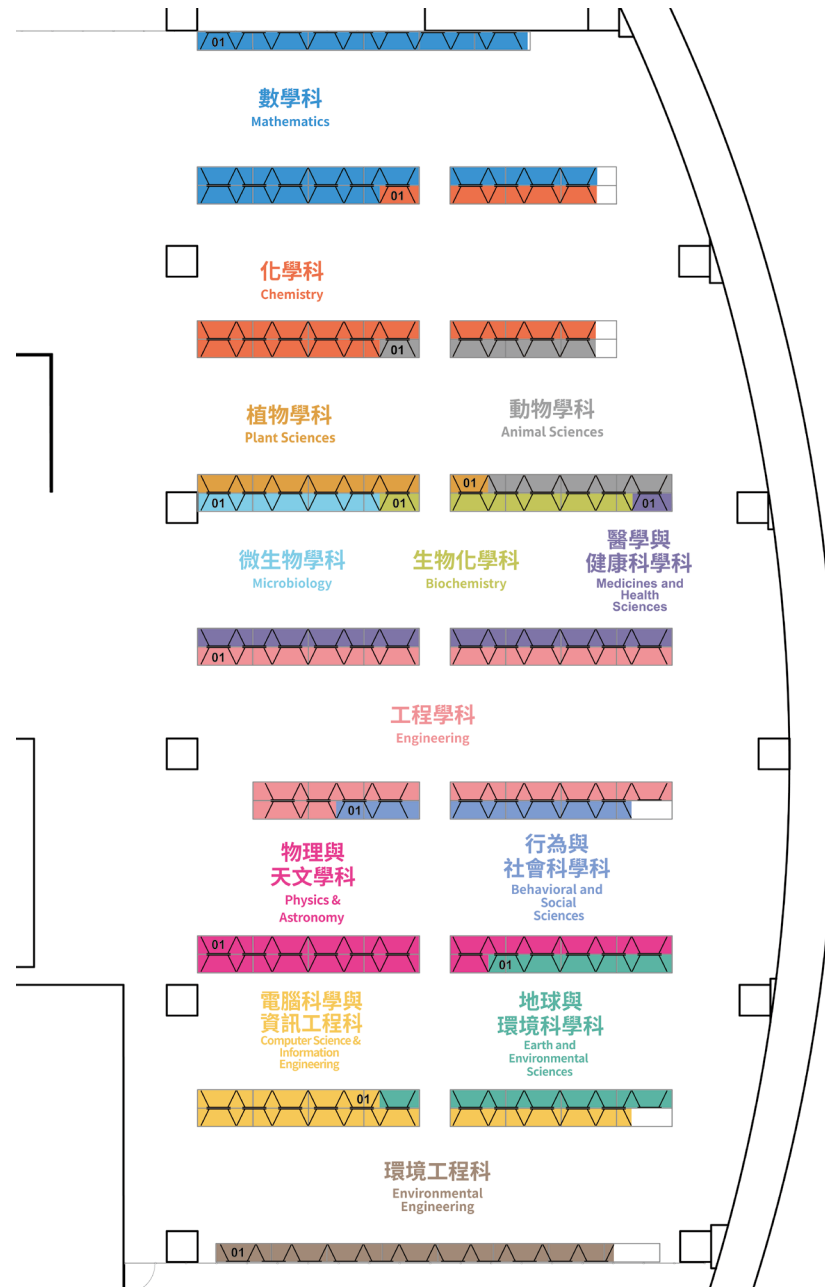 01
數學科
Mathematics
01
化學科
Chemistry
01
植物學科
Plant Sciences
動物學科
Animal Sciences
01
01
01
01
微生物學科
Microbiology
生物化學科
Biochemistry
醫學與
健康科學科
Medicines and
Health
Sciences
01
工程學科
Engineering
01
物理與
天文學科
Physics &
Astronomy
行為與
社會科學科
Behavioral and
Social
Sciences
01
01
電腦科學與
資訊工程科
Computer Science &
Information
Engineering
地球與
環境科學科
Earth and
Environmental
Sciences
01
環境工程科
Environmental
Engineering
01